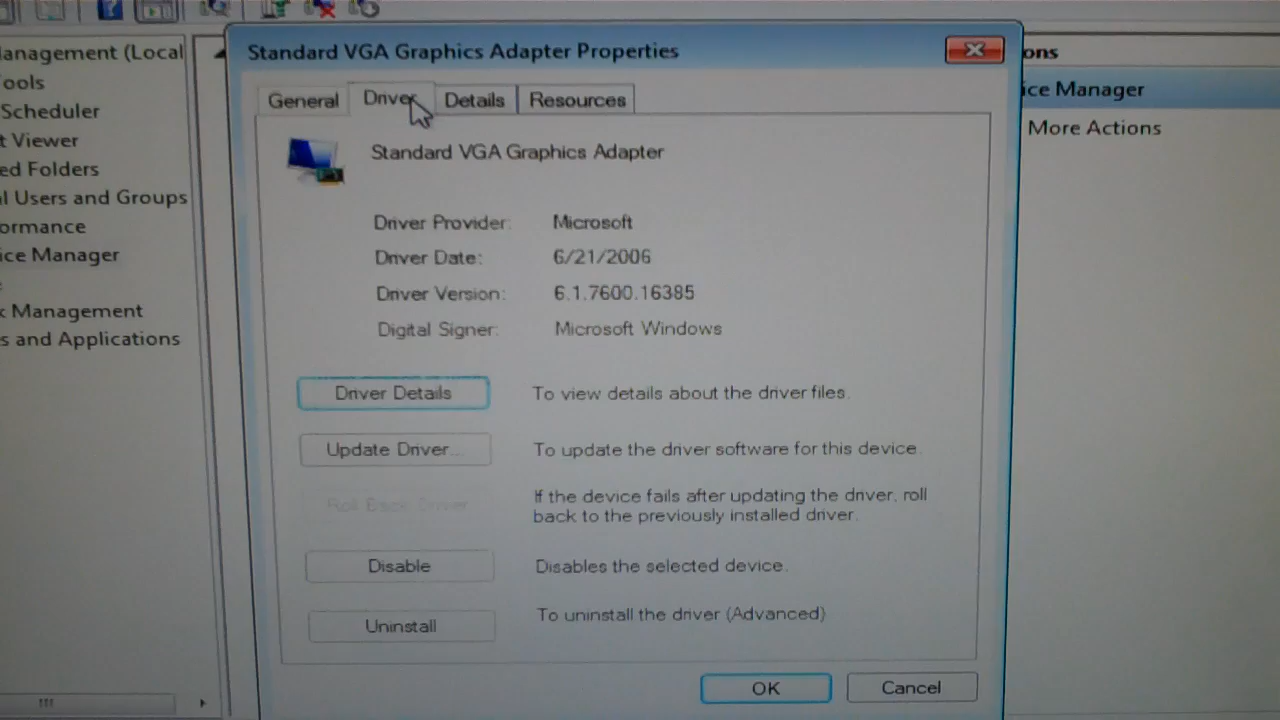 Standard VGA Graphics Adapter Properties
General Driver Details Resources
Standard VGA Graphics Adapter
Driver Provider: Microsoft
Driver Date: 6/21/2006
Driver Version: 6.1.7600.16385
Digital Signer: Microsoft Windows
Driver Details To view details about the driver files.
Update Driver... To update the driver software for this device.
Roll Back Driver If the device fails after updating the driver, roll
back to the previously installed driver.
Disable Disables the selected device.
Uninstall To uninstall the driver (Advanced)
OK Cancel
anagement (Local
ools
Scheduler
t Viewer
ed Folders
l Users and Groups
ormance
ice Manager
k Management
s and Applications
ons
ice Manager
More Actions